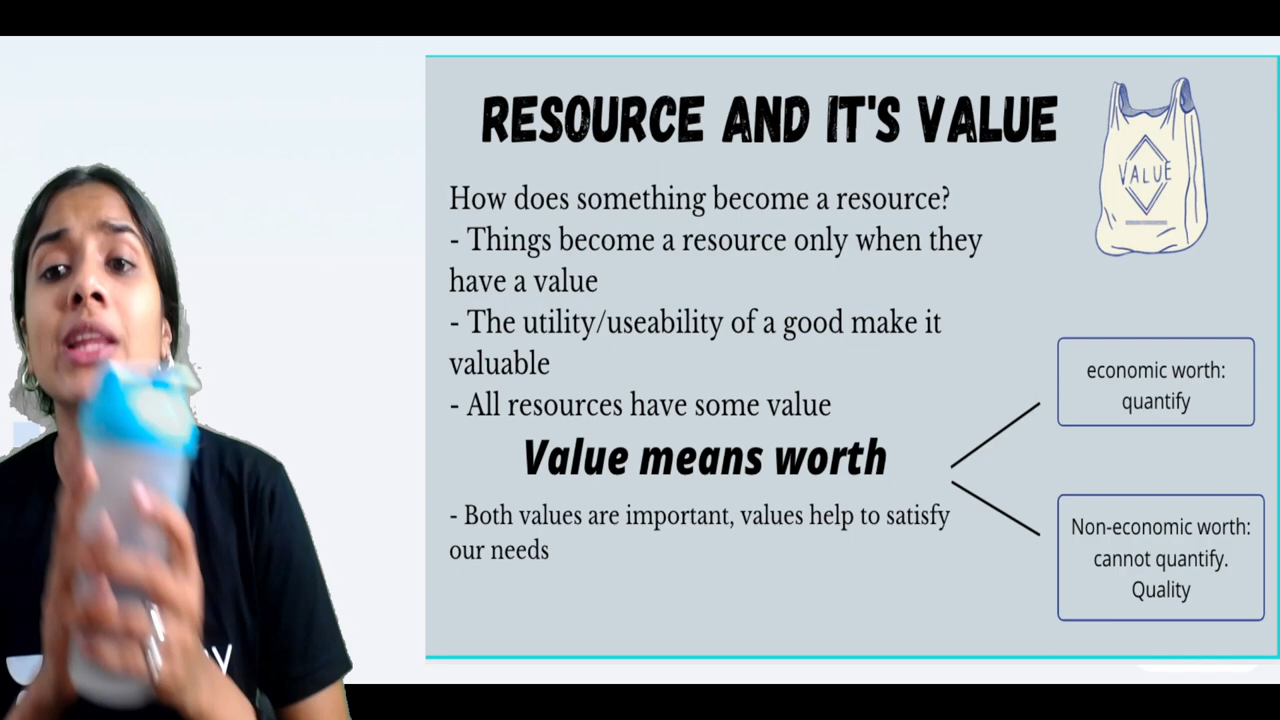 RESOURCE AND IT'S VALUE
VALUE
How does something become a resource?
- Things become a resource only when they
have a value
- The utility/useability of a good make it
valuable
- All resources have some value
Value means worth
- Both values are important, values help to satisfy
our needs
economic worth:
quantify
Non-economic worth:
cannot quantify.
Quality